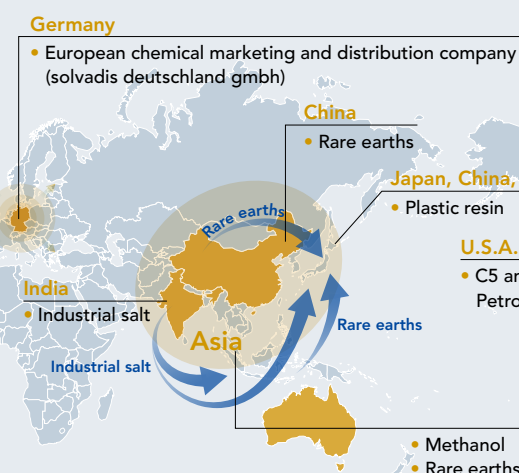 Germany
• European chemical marketing and distribution company
(solvadis deutschland gmbh)
China
• Rare earths
Japan, China,
• Plastic resin
Rare earths
U.S.A.
• C5 an
Petro
India
• Industrial salt
Asia
Rare earths
Industrial salt
• Methanol
• Rare earths